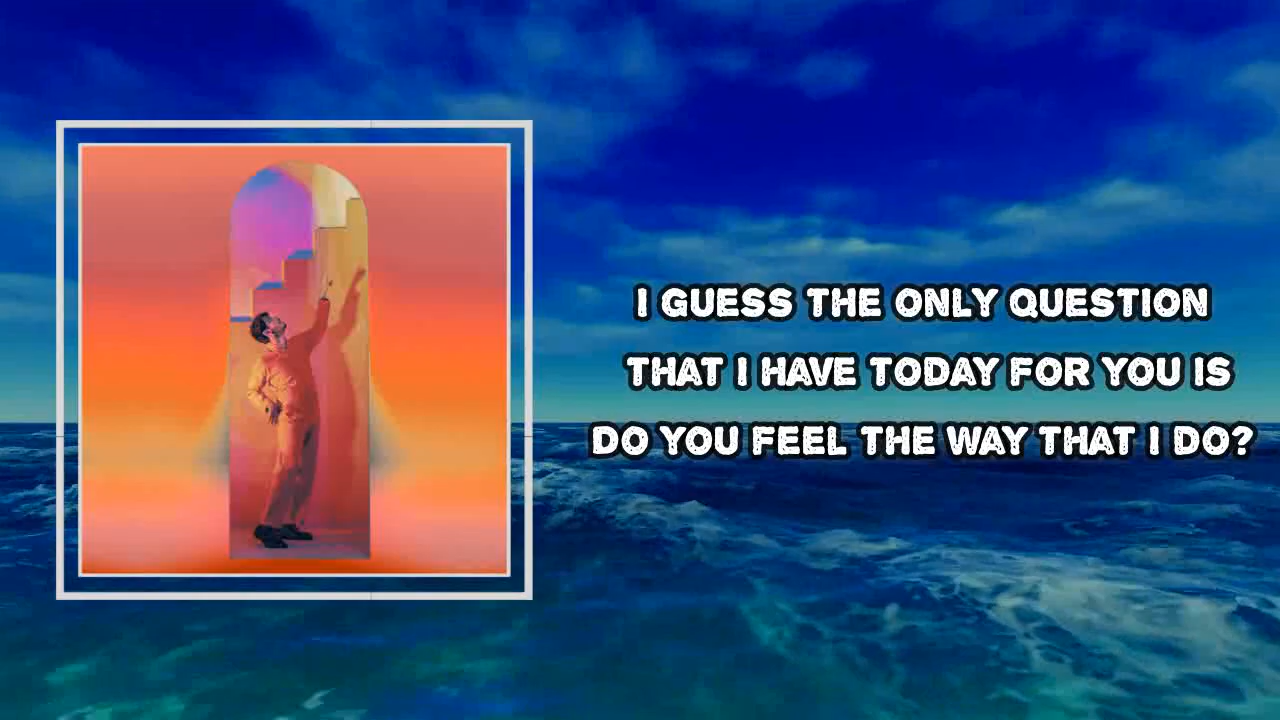 I GUESS THE ONLY QUESTION
THAT I HAVE TODAY FOR YOU IS
DO YOU FEEL THE WAY THAT I DO?